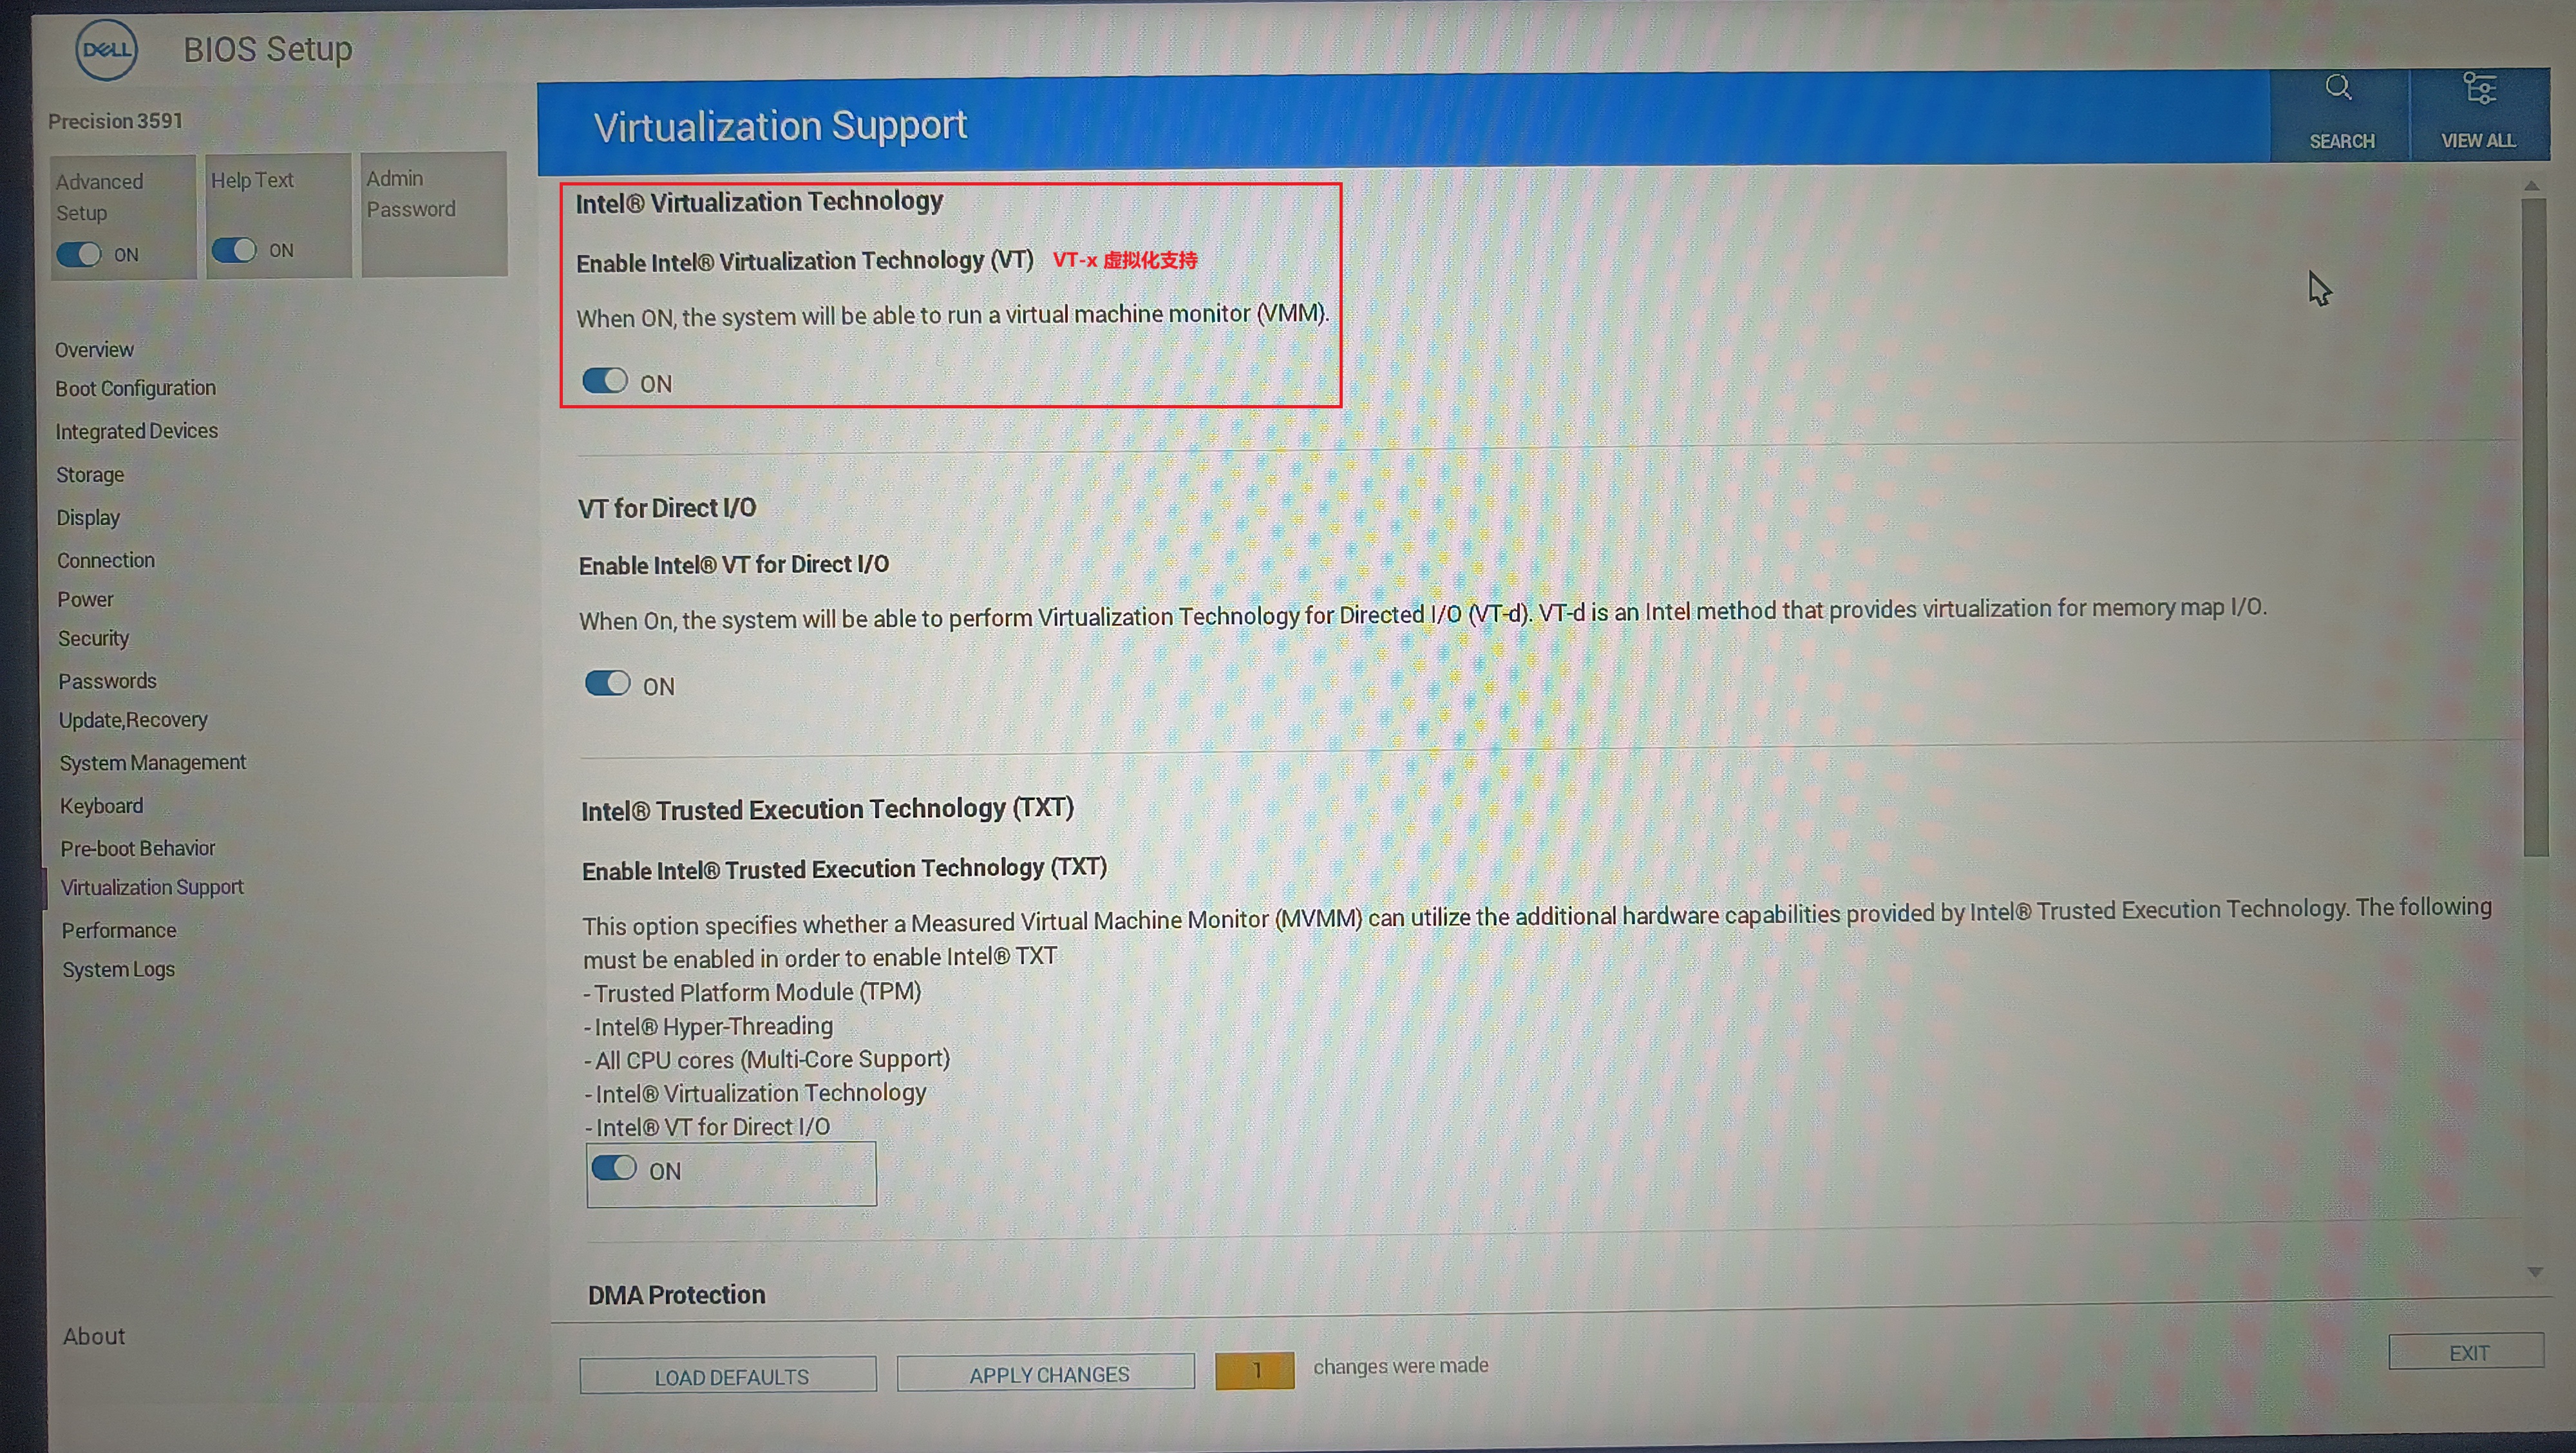 DELL
BIOS Setup
Precision 3591
Advanced
Setup
ON
Help Text
ON
Admin
Password
Overview
Boot Configuration
Integrated Devices
Storage
Display
Connection
Power
Security
Passwords
Update,Recovery
System Management
Keyboard
Pre-boot Behavior
Virtualization Support
Performance
System Logs
About
Virtualization Support
SEARCH
VIEW ALL
Intel® Virtualization Technology
Enable Intel® Virtualization Technology (VT) VT-x 虚拟化支持
When ON, the system will be able to run a virtual machine monitor (VMM).
ON
VT for Direct I/O
Enable Intel® VT for Direct I/O
When On, the system will be able to perform Virtualization Technology for Directed I/O (VT-d). VT-d is an Intel method that provides virtualization for memory map I/O.
ON
Intel® Trusted Execution Technology (TXT)
Enable Intel® Trusted Execution Technology (TXT)
This option specifies whether a Measured Virtual Machine Monitor (MVMM) can utilize the additional hardware capabilities provided by Intel® Trusted Execution Technology. The following
must be enabled in order to enable Intel® TXT
- Trusted Platform Module (TPM)
- Intel® Hyper-Threading
- All CPU cores (Multi-Core Support)
- Intel® Virtualization Technology
- Intel® VT for Direct I/O
ON
DMA Protection
LOAD DEFAULTS
APPLY CHANGES
1
changes were made
EXIT